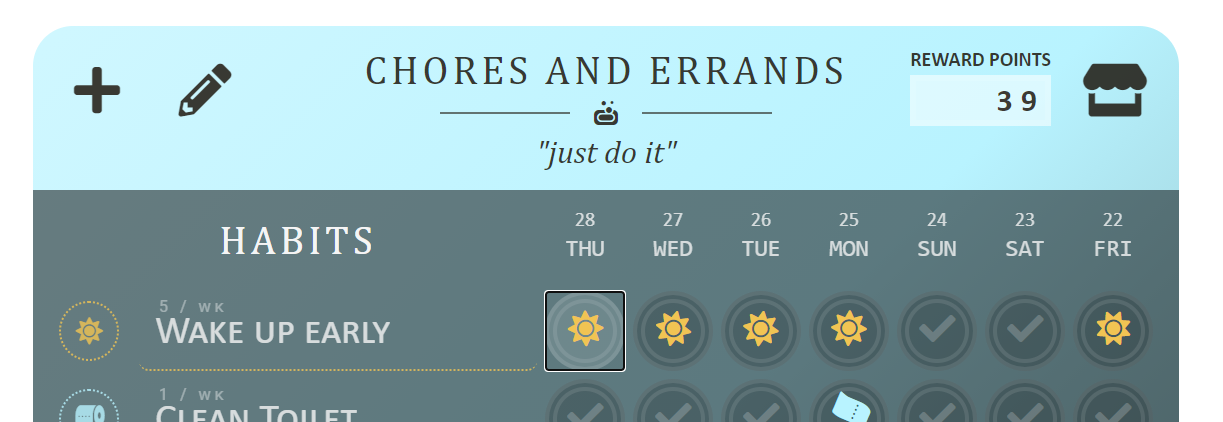 CHORES AND ERRANDS
"just do it"
REWARD POINTS
39
HABITS
28 27 26 25 24 23 22
THU WED TUE MON SUN SAT FRI
5 / WK
WAKE UP EARLY
1 / WK
CLEAN TOILET